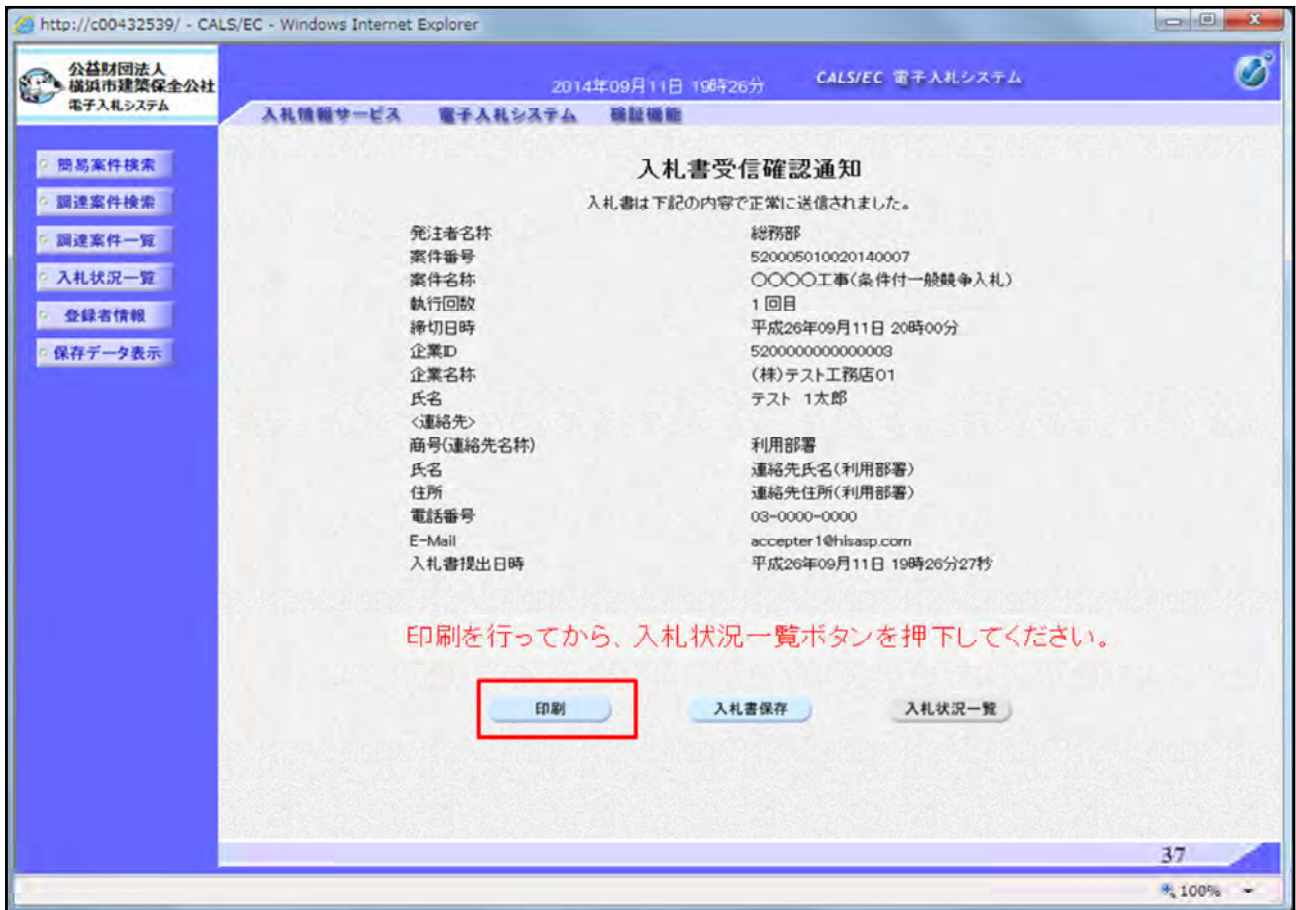 http://c00432539/ - CALS/EC - Windows Internet Explorer
公益財団法人
横浜市建築保全公社
電子入札システム
2014年09月11日 19時26分
CALS/EC 電子入札システム
入札情報サービス 電子入札システム 検証機能
簡易案件検索
調達案件検索
調達案件一覧
入札状況一覧
登録者情報
保存データ表示
入札書受信確認通知
入札書は下記の内容で正常に送信されました。
発注者名称 総務部
案件番号 520005010020140007
案件名称 〇〇〇〇工事(条件付一般競争入札)
執行回数 1回目
締切日時 平成26年09月11日 20時00分
企業ID 5200000000000003
企業名称 (株)テスト工務店01
氏名 テスト 1太郎
<連絡先>
商号(連絡先名称) 利用部署
氏名 連絡先氏名(利用部署)
住所 連絡先住所(利用部署)
電話番号 03-0000-0000
E-Mail accepter1@hisasp.com
入札書提出日時 平成26年09月11日 19時26分27秒
印刷を行ってから、入札状況一覧ボタンを押下してください。
印刷 入札書保存 入札状況一覧
37
100%